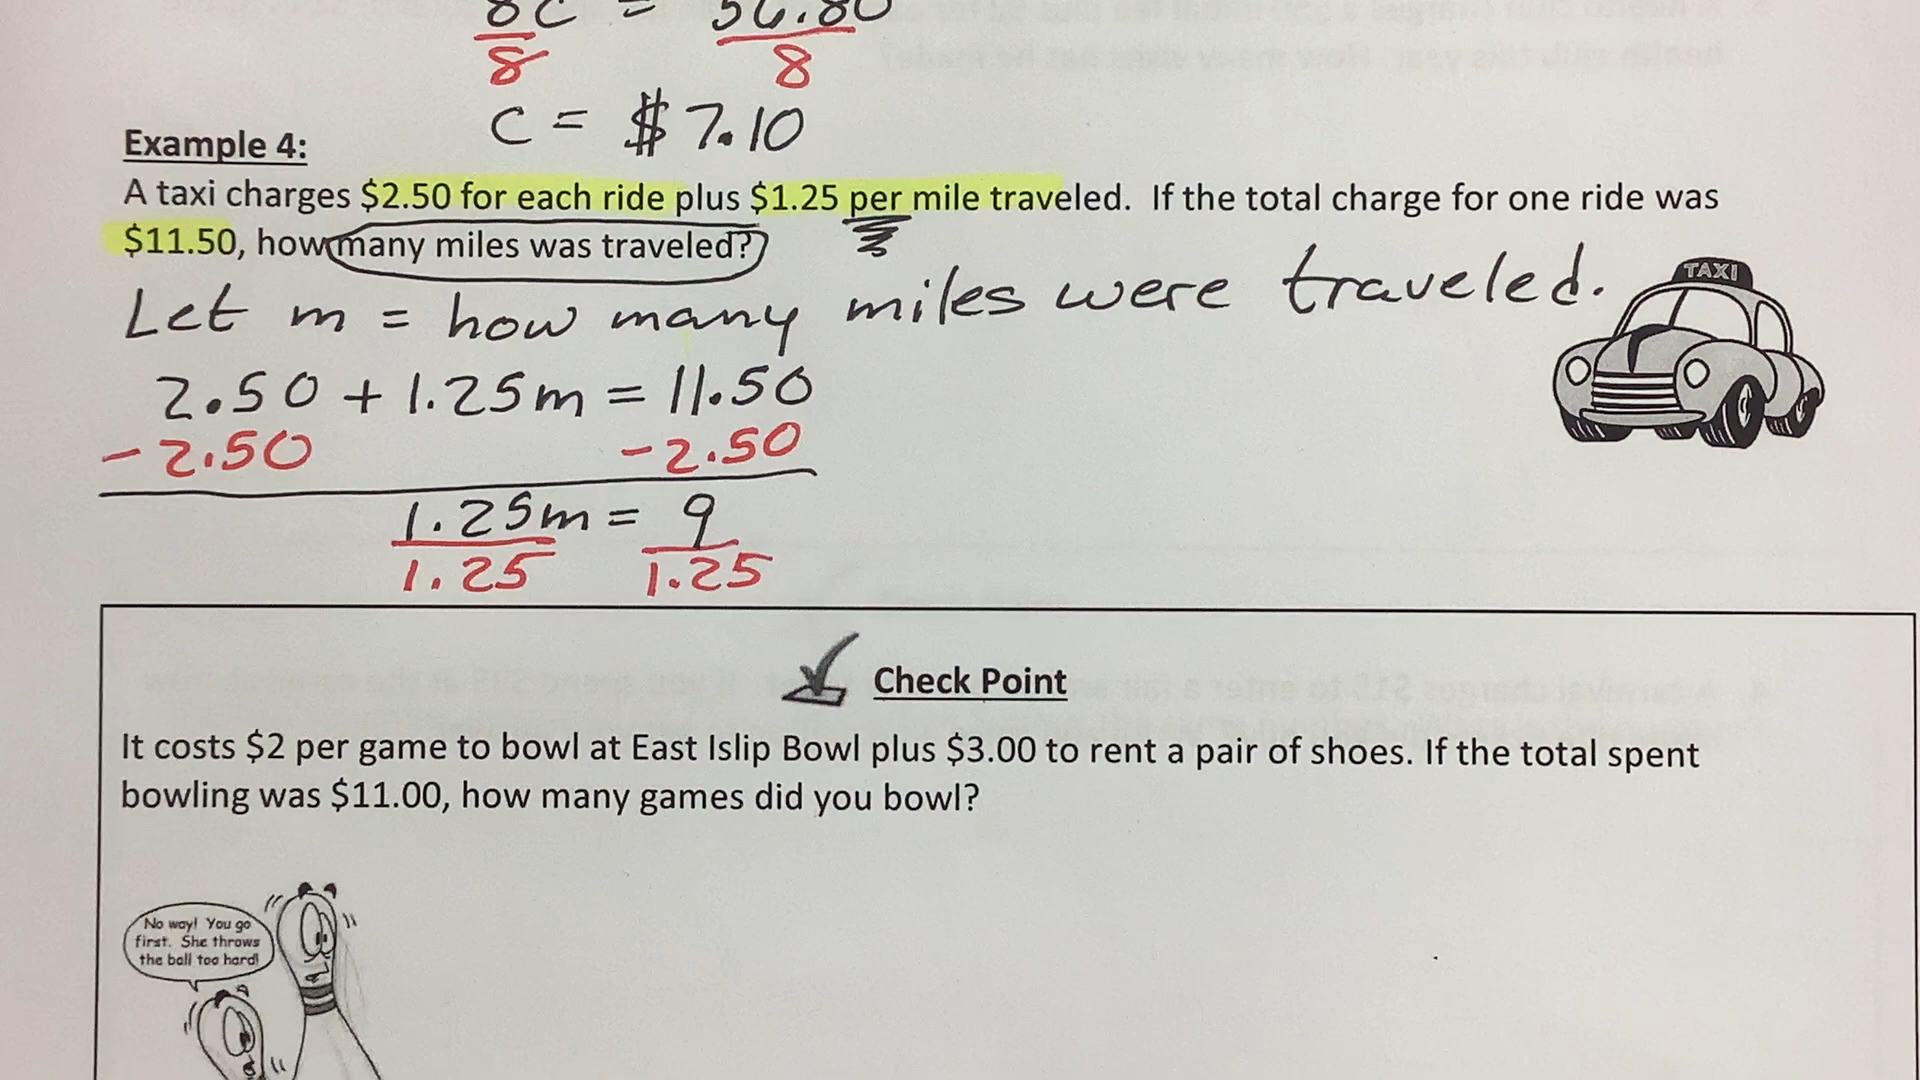 8c = 56.80
8 8
c = $7.10
Example 4:
A taxi charges $2.50 for each ride plus $1.25 per mile traveled. If the total charge for one ride was
$11.50, how many miles was traveled?
Let m = how many miles were traveled.
TAXI
2.50 + 1.25m = 11.50
- 2.50 - 2.50
1.25m = 9
1.25 1.25
Check Point
It costs $2 per game to bowl at East Islip Bowl plus $3.00 to rent a pair of shoes. If the total spent
bowling was $11.00, how many games did you bowl?
No way! You go
first. She throws
the ball too hard!